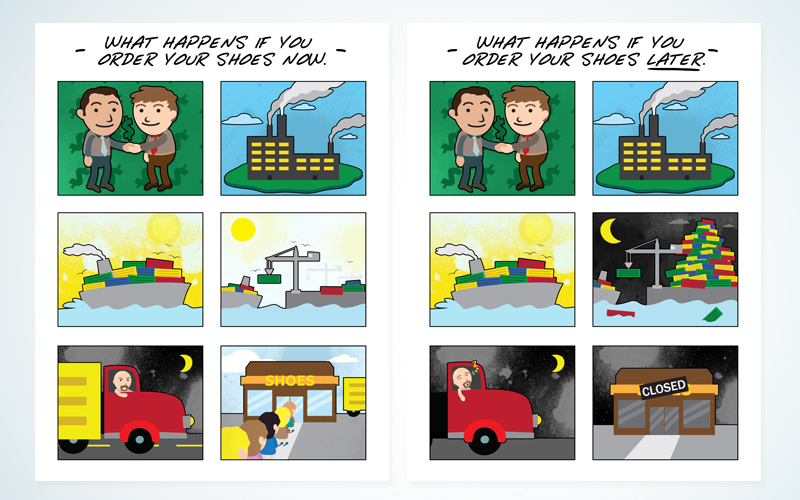 WHAT HAPPENS IF YOU
ORDER YOUR SHOES NOW.
SHOES
WHAT HAPPENS IF YOU
ORDER YOUR SHOES LATER.
CLOSED